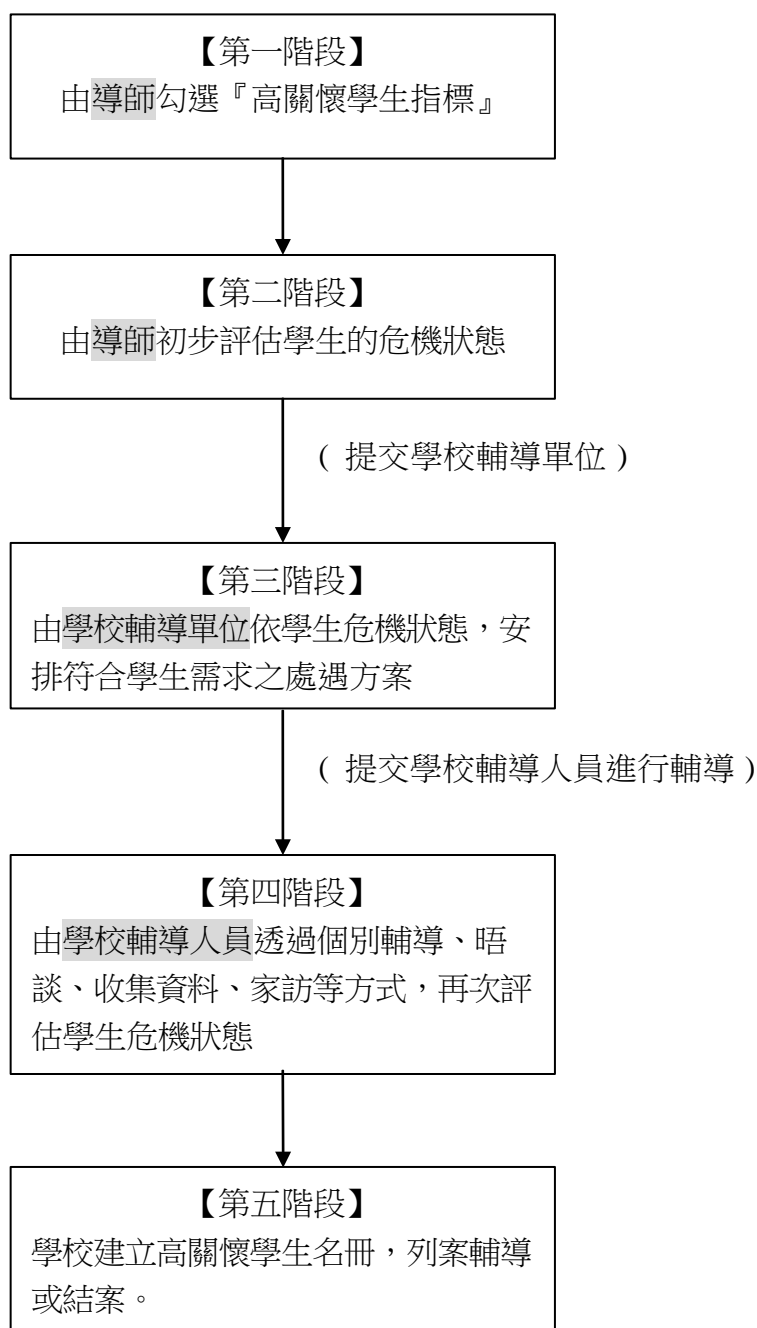 【第一階段】
由導師勾選『高關懷學生指標』
【第二階段】
由導師初步評估學生的危機狀態
( 提交學校輔導單位 )
【第三階段】
由學校輔導單位依學生危機狀態，安
排符合學生需求之處遇方案
( 提交學校輔導人員進行輔導 )
【第四階段】
由學校輔導人員透過個別輔導、晤
談、收集資料、家訪等方式，再次評
估學生危機狀態
【第五階段】
學校建立高關懷學生名冊，列案輔導
或結案。